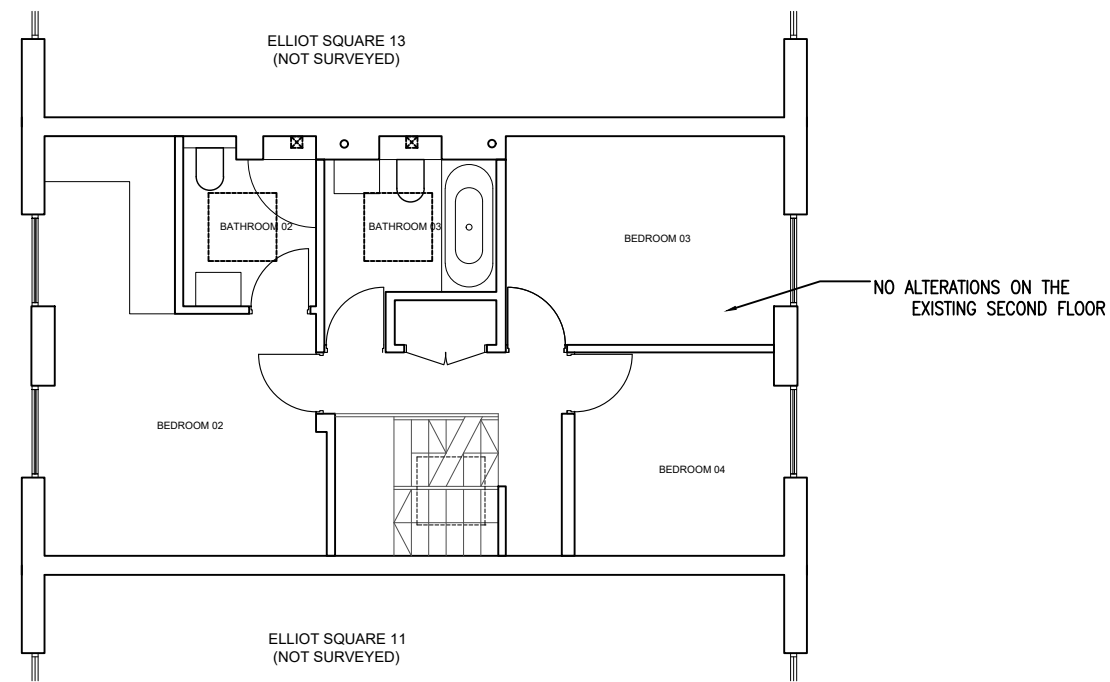 ELLIOT SQUARE 13
(NOT SURVEYED)
BATHROOM 02
BATHROOM 03
BEDROOM 03
NO ALTERATIONS ON THE
EXISTING SECOND FLOOR
BEDROOM 02
BEDROOM 04
ELLIOT SQUARE 11
(NOT SURVEYED)